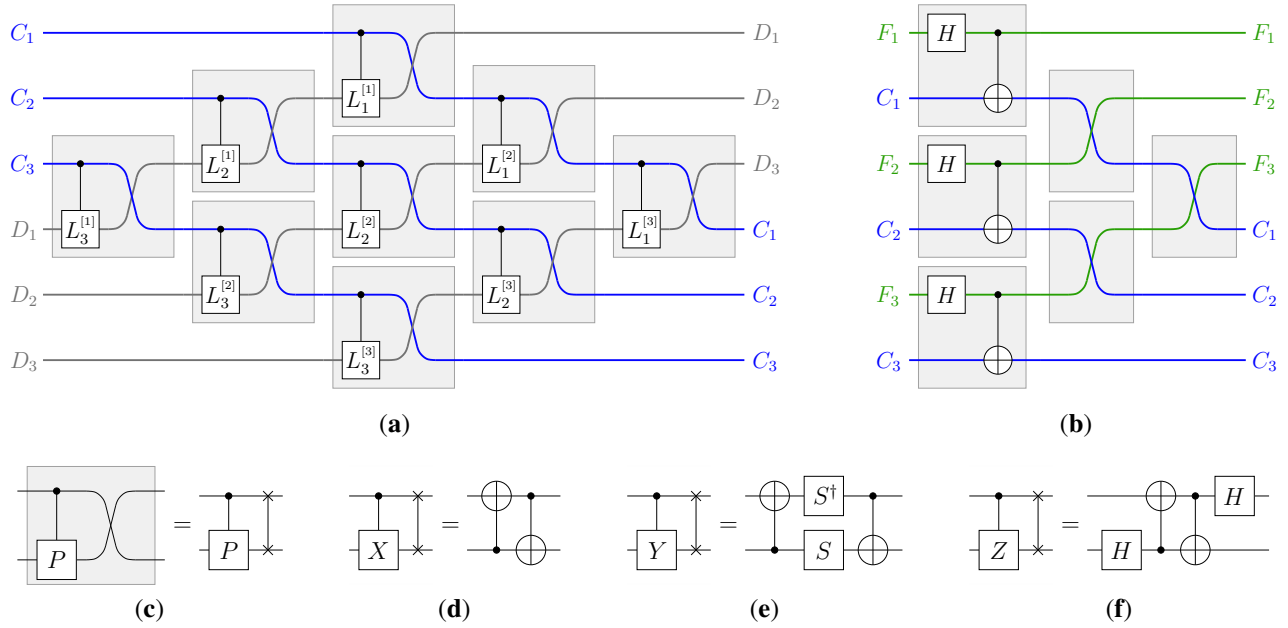 C₁ L₁^[1] D₁ F₁ H F₁
C₂ L₂^[1] L₁^[2] D₂ C₁ F₂
C₃ L₃^[1] L₂^[2] L₁^[3] D₃ F₂ H F₃
D₁ L₃^[2] L₂^[3] C₁ C₂ C₁
D₂ L₃^[3] C₂ F₃ H C₂
D₃ C₃ C₃ C₃
(a) (b)
P = P X = Y = S† S Z = H H
(c) (d) (e) (f)